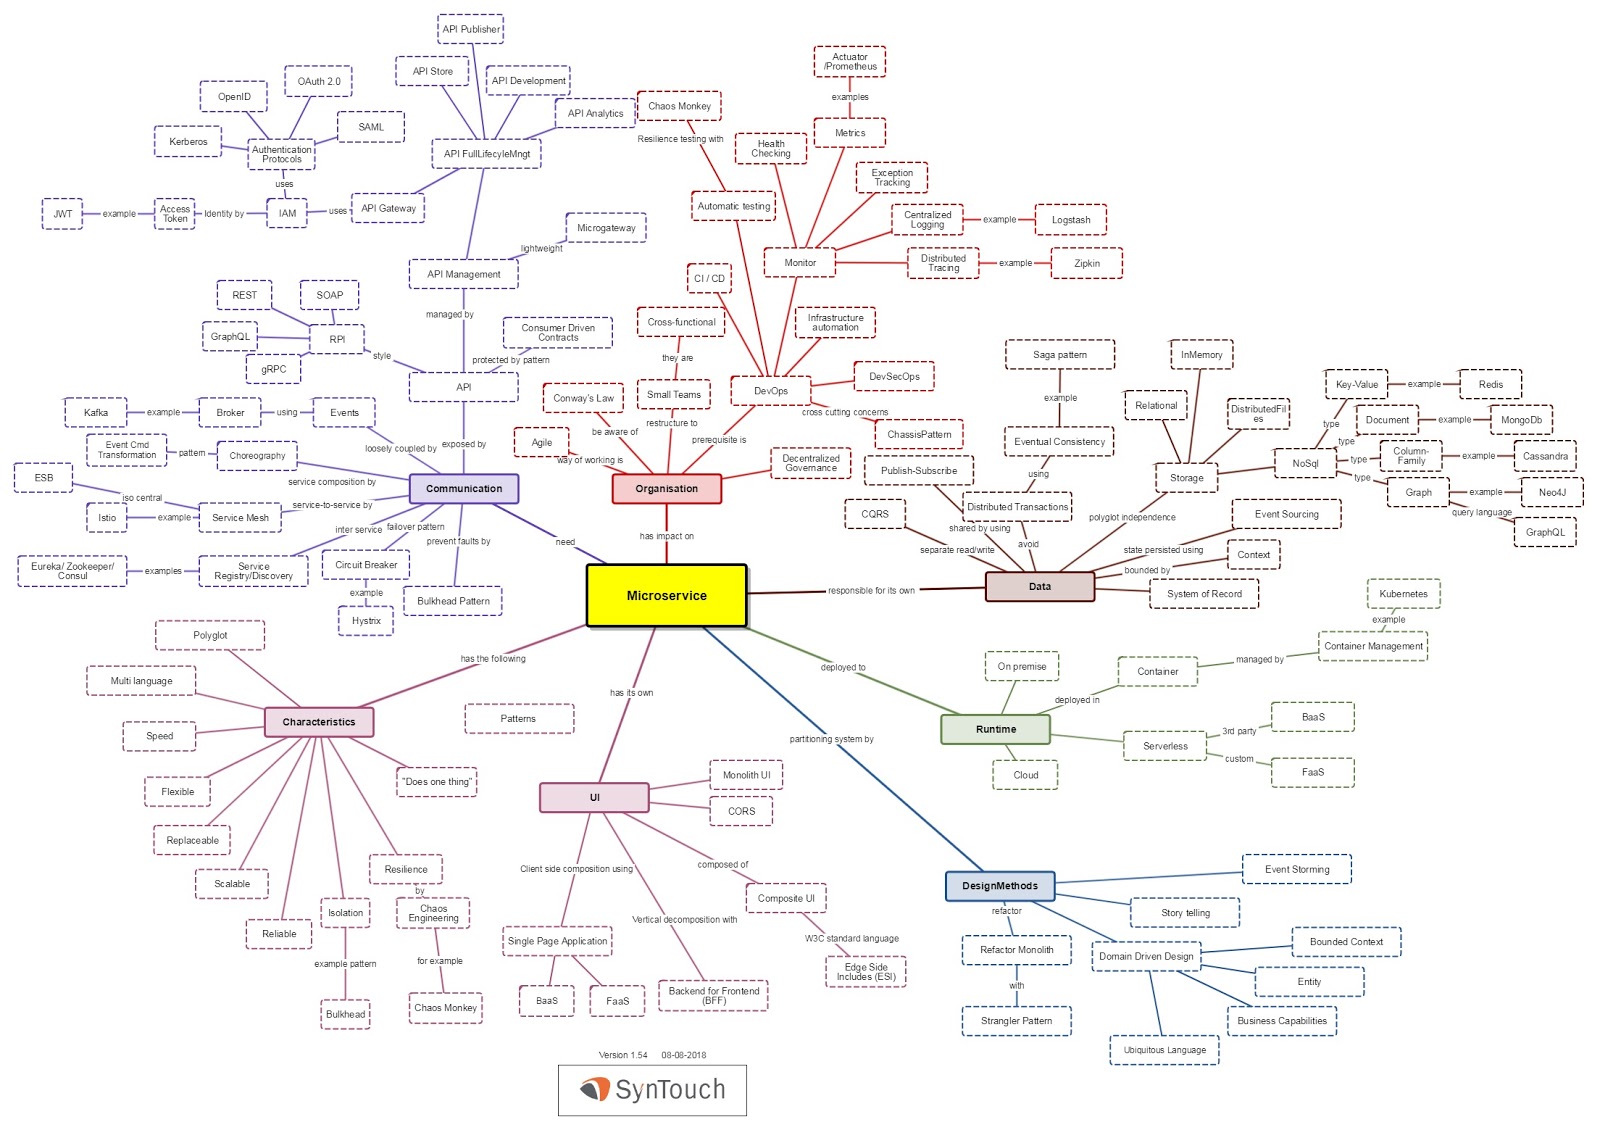 API Publisher
API Store
API Development
API Analytics
API FullLifecyleMngt
OAuth 2.0
OpenID
SAML
Kerberos
Authentication
Protocols
uses
JWT
example
Access
Token
Identity by
IAM
uses
API Gateway
Microgateway
lightweight
API Management
managed by
REST
SOAP
GraphQL
RPI
gRPC
style
Consumer Driven
Contracts
protected by pattern
API
exposed by
Kafka
example
Broker
using
Events
loosely coupled by
Event Cmd
Transformation
pattern
Choreography
service composition by
ESB
iso central
Istio
example
Service Mesh
service-to-service by
Communication
Eureka/ Zookeeper/
Consul
examples
Service
Registry/Discovery
inter service
failover pattern
Circuit Breaker
example
Hystrix
prevent faults by
Bulkhead Pattern
need
Chaos Monkey
Resilience testing with
Automatic testing
Actuator
/Prometheus
examples
Metrics
Health
Checking
Exception
Tracking
Centralized
Logging
example
Logstash
Monitor
Distributed
Tracing
example
Zipkin
CI / CD
Cross-functional
they are
Small Teams
restructure to
Infrastructure
automation
DevOps
DevSecOps
cross cutting concerns
ChassisPattern
prerequisite is
Conway's Law
be aware of
Agile
way of working is
Decentralized
Governance
Organisation
has impact on
Microservice
Saga pattern
example
Eventual Consistency
using
Distributed Transactions
avoid
Publish-Subscribe
shared by using
CQRS
separate read/write
InMemory
Relational
DistributedFil
es
Storage
polyglot independence
NoSql
type
Key-Value
example
Redis
type
Document
example
MongoDb
type
Column-
Family
example
Cassandra
type
Graph
example
Neo4J
query language
GraphQL
Event Sourcing
state persisted using
Context
bounded by
System of Record
Data
responsible for its own
Kubernetes
example
Container Management
managed by
Container
deployed in
On premise
Runtime
deployed to
Cloud
Serverless
3rd party
BaaS
custom
FaaS
Polyglot
Multi language
Speed
Flexible
Replaceable
Scalable
Reliable
Isolation
example pattern
Bulkhead
Resilience
by
Chaos
Engineering
for example
Chaos Monkey
"Does one thing"
Characteristics
has the following
Patterns
has its own
UI
Monolith UI
CORS
Client side composition using
Single Page Application
BaaS
FaaS
Vertical decomposition with
Backend for Frontend
(BFF)
composed of
Composite UI
W3C standard language
Edge Side
Includes (ESI)
partitioning system by
DesignMethods
Event Storming
Story telling
refactor
Refactor Monolith
with
Strangler Pattern
Domain Driven Design
Bounded Context
Entity
Business Capabilities
Ubiquitous Language
Version 1.54 08-08-2018
SynTouch